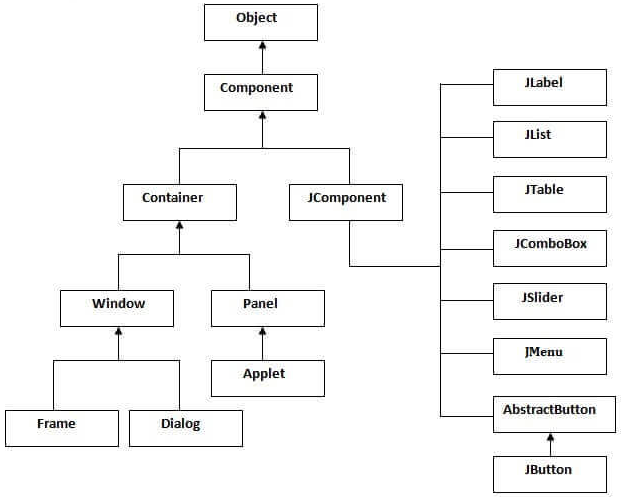 Object
Component
Container
JComponent
Window
Panel
Applet
Frame
Dialog
JLabel
JList
JTable
JComboBox
JSlider
JMenu
AbstractButton
JButton